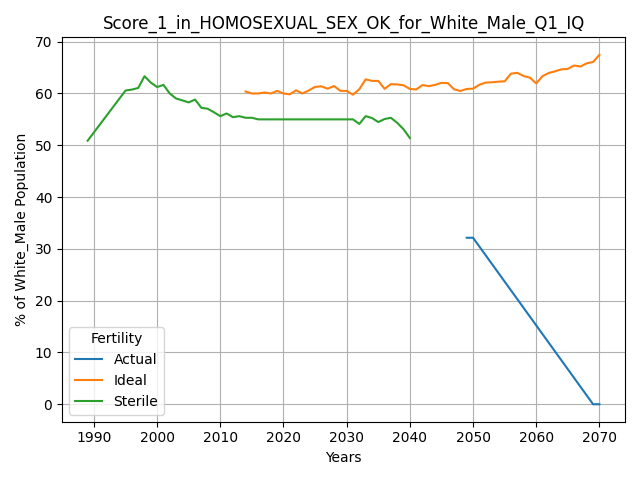 Score_1_in_HOMOSEXUAL_SEX_OK_for_White_Male_Q1_IQ
% of White_Male Population
70
60
50
40
30
20
10
0
Fertility
Actual
Ideal
Sterile
1990 2000 2010 2020 2030 2040 2050 2060 2070
Years